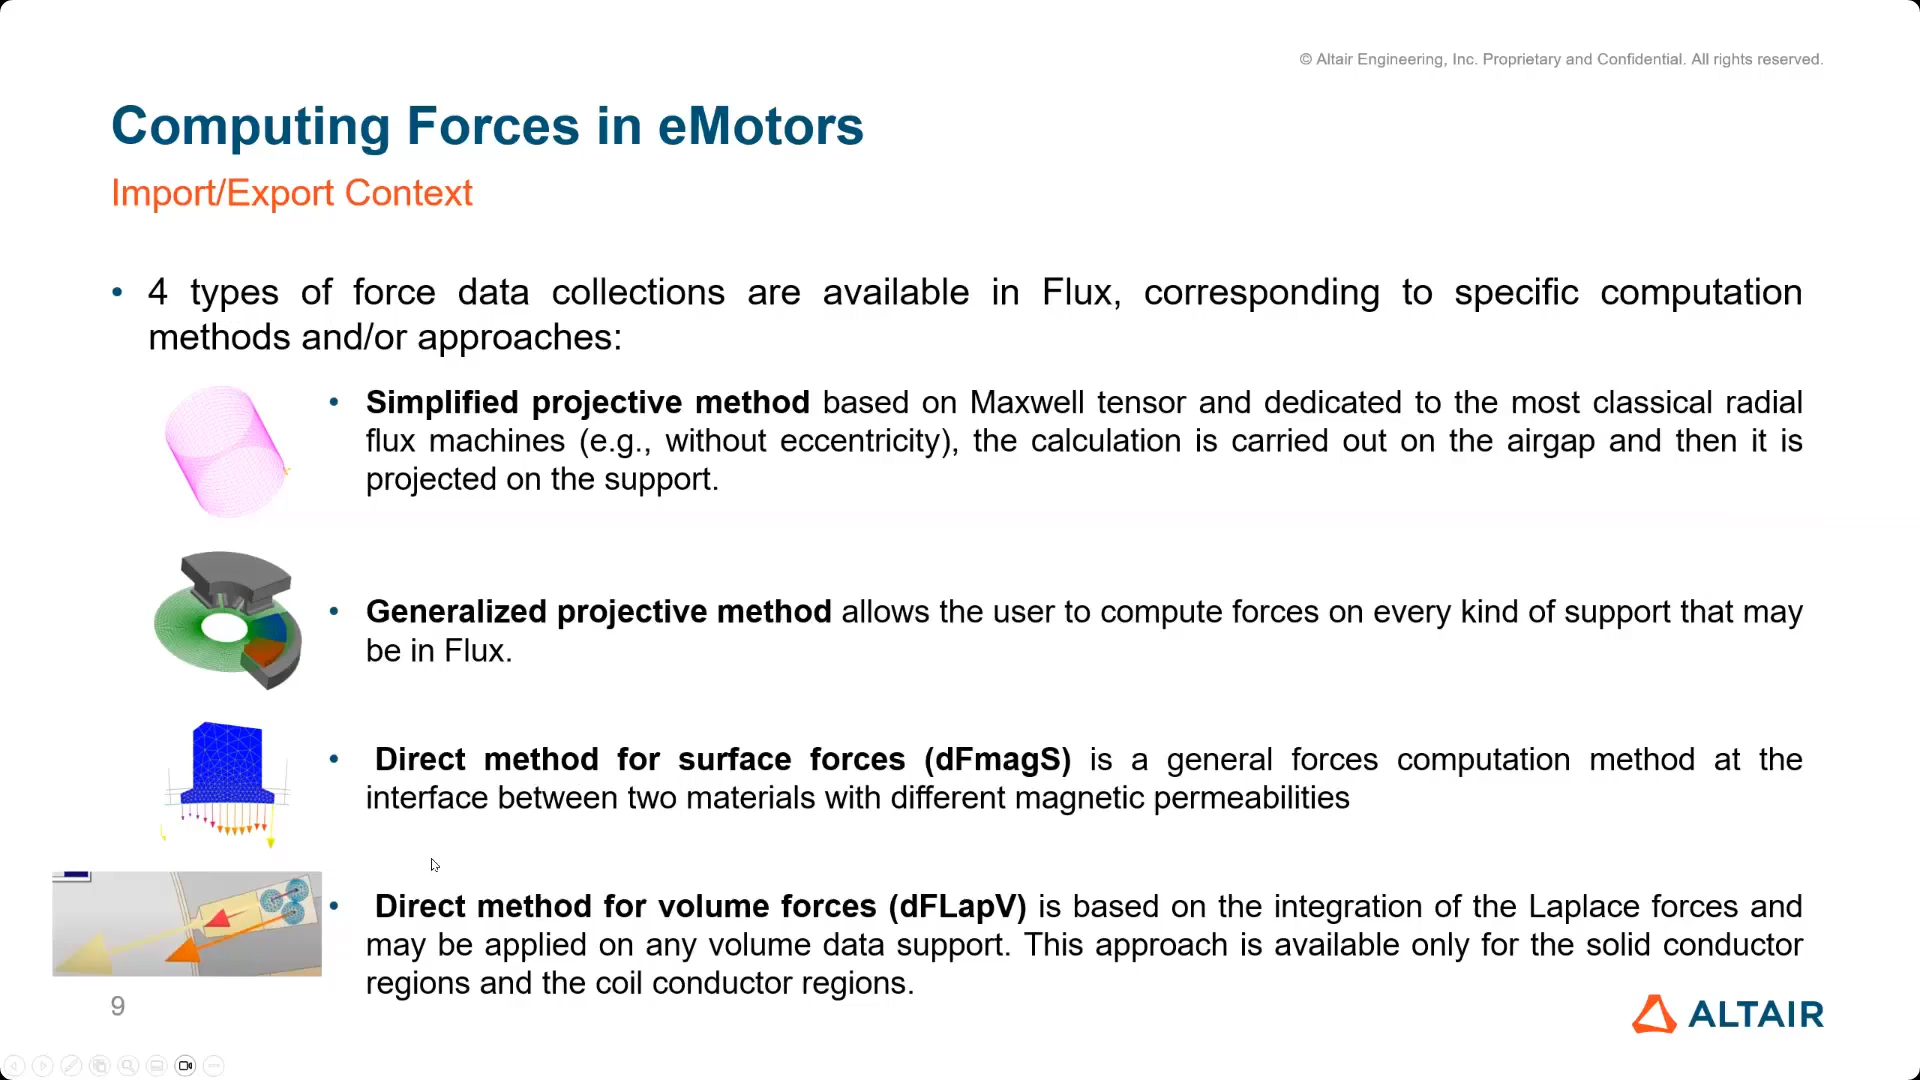 © Altair Engineering, Inc. Proprietary and Confidential. All rights reserved.
Computing Forces in eMotors
Import/Export Context
• 4 types of force data collections are available in Flux, corresponding to specific computation
methods and/or approaches:
• Simplified projective method based on Maxwell tensor and dedicated to the most classical radial
flux machines (e.g., without eccentricity), the calculation is carried out on the airgap and then it is
projected on the support.
• Generalized projective method allows the user to compute forces on every kind of support that may
be in Flux.
• Direct method for surface forces (dFmagS) is a general forces computation method at the
interface between two materials with different magnetic permeabilities
• Direct method for volume forces (dFLapV) is based on the integration of the Laplace forces and
may be applied on any volume data support. This approach is available only for the solid conductor
regions and the coil conductor regions.
9
ALTAIR